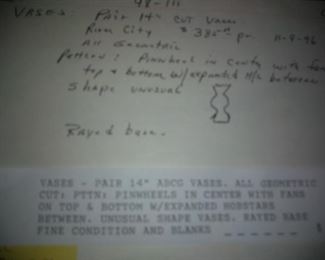 98-111
VASES: Pair 14" cut vases
River City $385.00 pr. 11-9-96
All Geometric
Pattern: Pinwheel in center with fans
top & bottom w/expanded H/s between
Shape unusual
Rayed base.
VASES - PAIR 14" ABCG VASES. ALL GEOMETRIC
CUT: PTTN: PINWHEELS IN CENTER WITH FANS
ON TOP & BOTTOM W/EXPANDED HOBSTARS
BETWEEN. UNUSUAL SHAPE VASES. RAYED BASE
FINE CONDITION AND BLANKS _ _ _ _ _ _